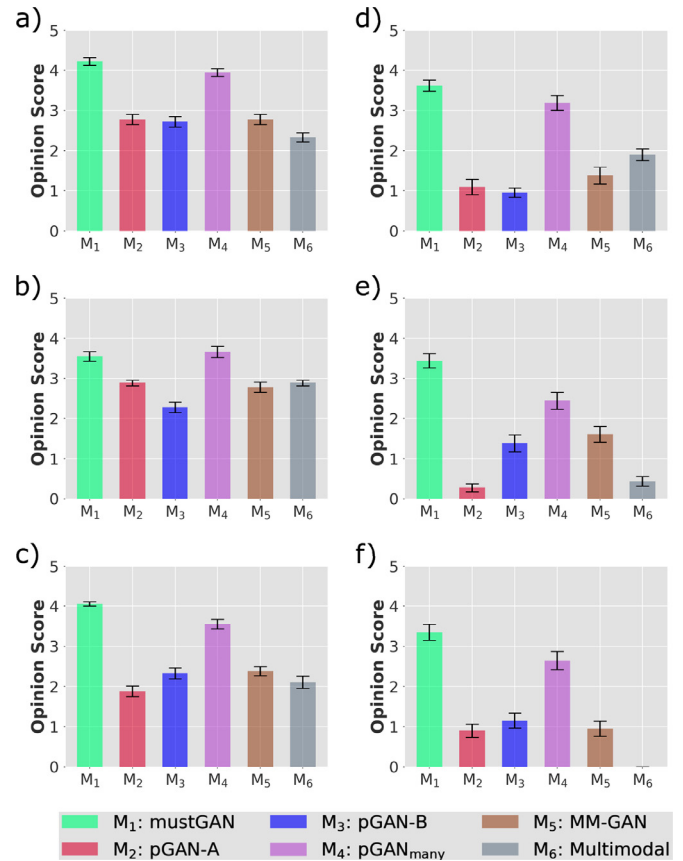 a)
5
4
3
2
1
0
Opinion Score
M₁ M₂ M₃ M₄ M₅ M₆
d)
5
4
3
2
1
0
Opinion Score
M₁ M₂ M₃ M₄ M₅ M₆
b)
5
4
3
2
1
0
Opinion Score
M₁ M₂ M₃ M₄ M₅ M₆
e)
5
4
3
2
1
0
Opinion Score
M₁ M₂ M₃ M₄ M₅ M₆
c)
5
4
3
2
1
0
Opinion Score
M₁ M₂ M₃ M₄ M₅ M₆
f)
5
4
3
2
1
0
Opinion Score
M₁ M₂ M₃ M₄ M₅ M₆
M₁: mustGAN M₃: pGAN-B M₅: MM-GAN
M₂: pGAN-A M₄: pGANmany M₆: Multimodal